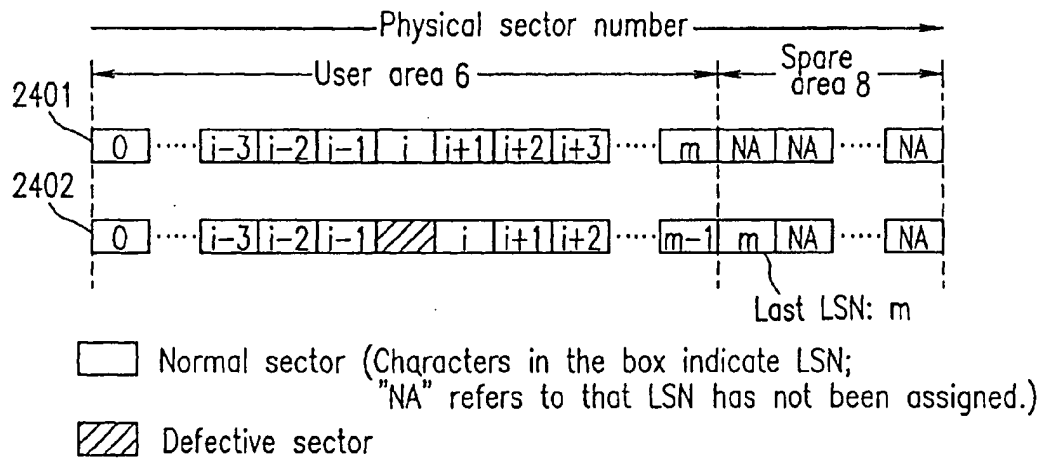 Physical sector number
User area 6
Spare area 8
2401
0 ..... i-3 i-2 i-1 i i+1 i+2 i+3 ..... m NA NA ..... NA
2402
0 ..... i-3 i-2 i-1 i i+1 i+2 ..... m-1 m NA ..... NA
Last LSN: m
Normal sector (Characters in the box indicate LSN;
"NA" refers to that LSN has not been assigned.)
Defective sector